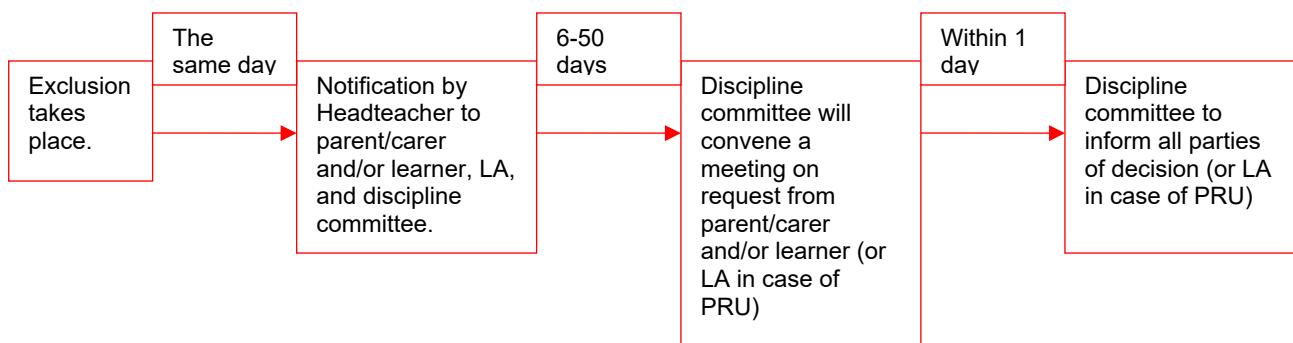 Exclusion
takes
place.
The
same day
Notification by
Headteacher to
parent/carer
and/or learner, LA,
and discipline
committee.
6-50
days
Discipline
committee will
convene a
meeting on
request from
parent/carer
and/or learner (or
LA in case of
PRU)
Within 1
day
Discipline
committee to
inform all parties
of decision (or LA
in case of PRU)